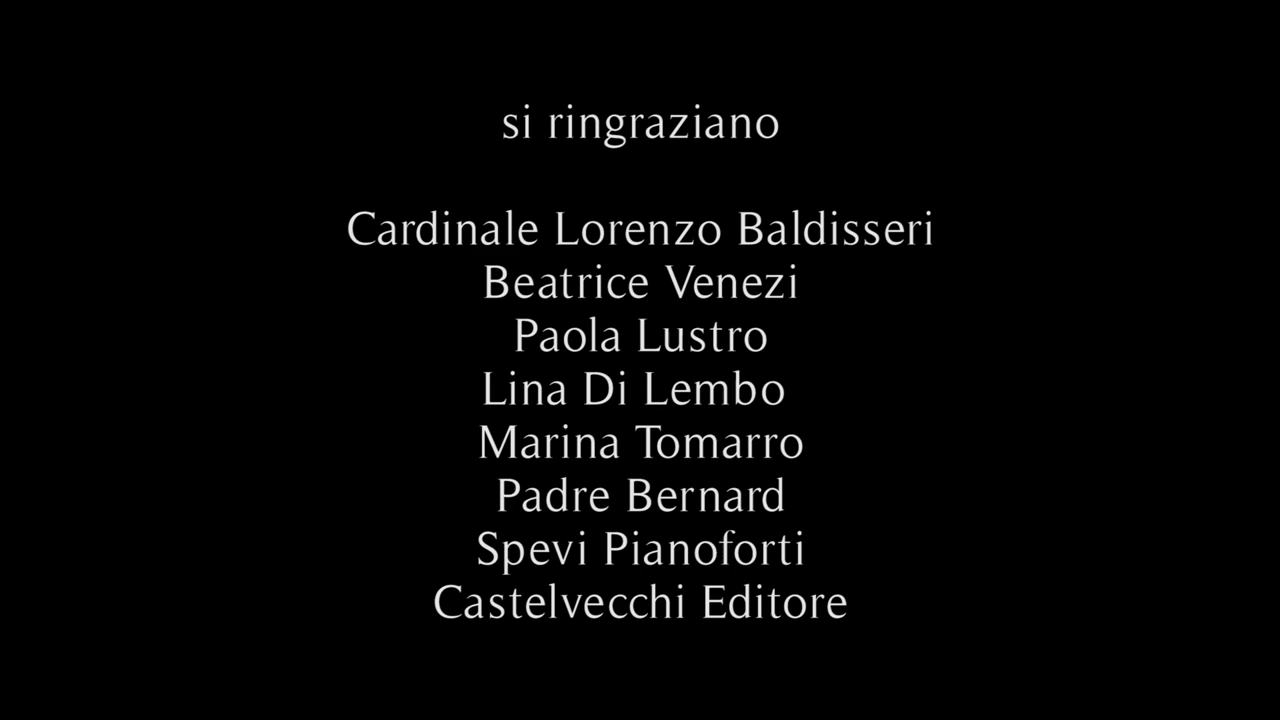 si ringraziano
Cardinale Lorenzo Baldisseri
Beatrice Venezi
Paola Lustro
Lina Di Lembo
Marina Tomarro
Padre Bernard
Spevi Pianoforti
Castelvecchi Editore